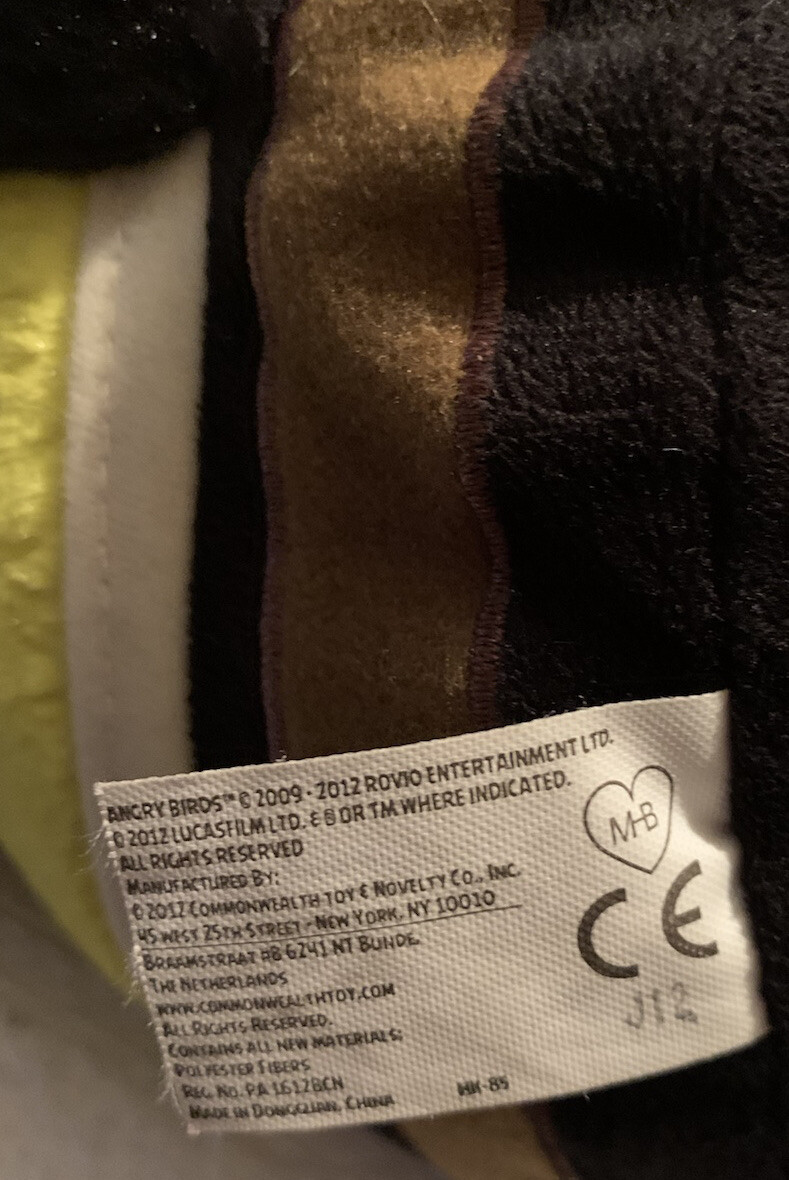 ANGRY BIRDS™ © 2009 - 2012 ROVIO ENTERTAINMENT LTD.
© 2012 LUCASFILM LTD. & ® OR TM WHERE INDICATED.
ALL RIGHTS RESERVED
MANUFACTURED BY:
© 2012 COMMONWEALTH TOY & NOVELTY CO., INC.
45 WEST 25TH STREET - NEW YORK, NY 10010
BRAAMSTRAAT #8 6241 NT BUNDE,
THE NETHERLANDS
WWW.COMMONWEALTHTOY.COM
ALL RIGHTS RESERVED.
CONTAINS ALL NEW MATERIALS:
POLYESTER FIBERS
REG. NO. PA 1612BCN
MADE IN DONGGUAN, CHINA
HK-85
MHB
CE
J12